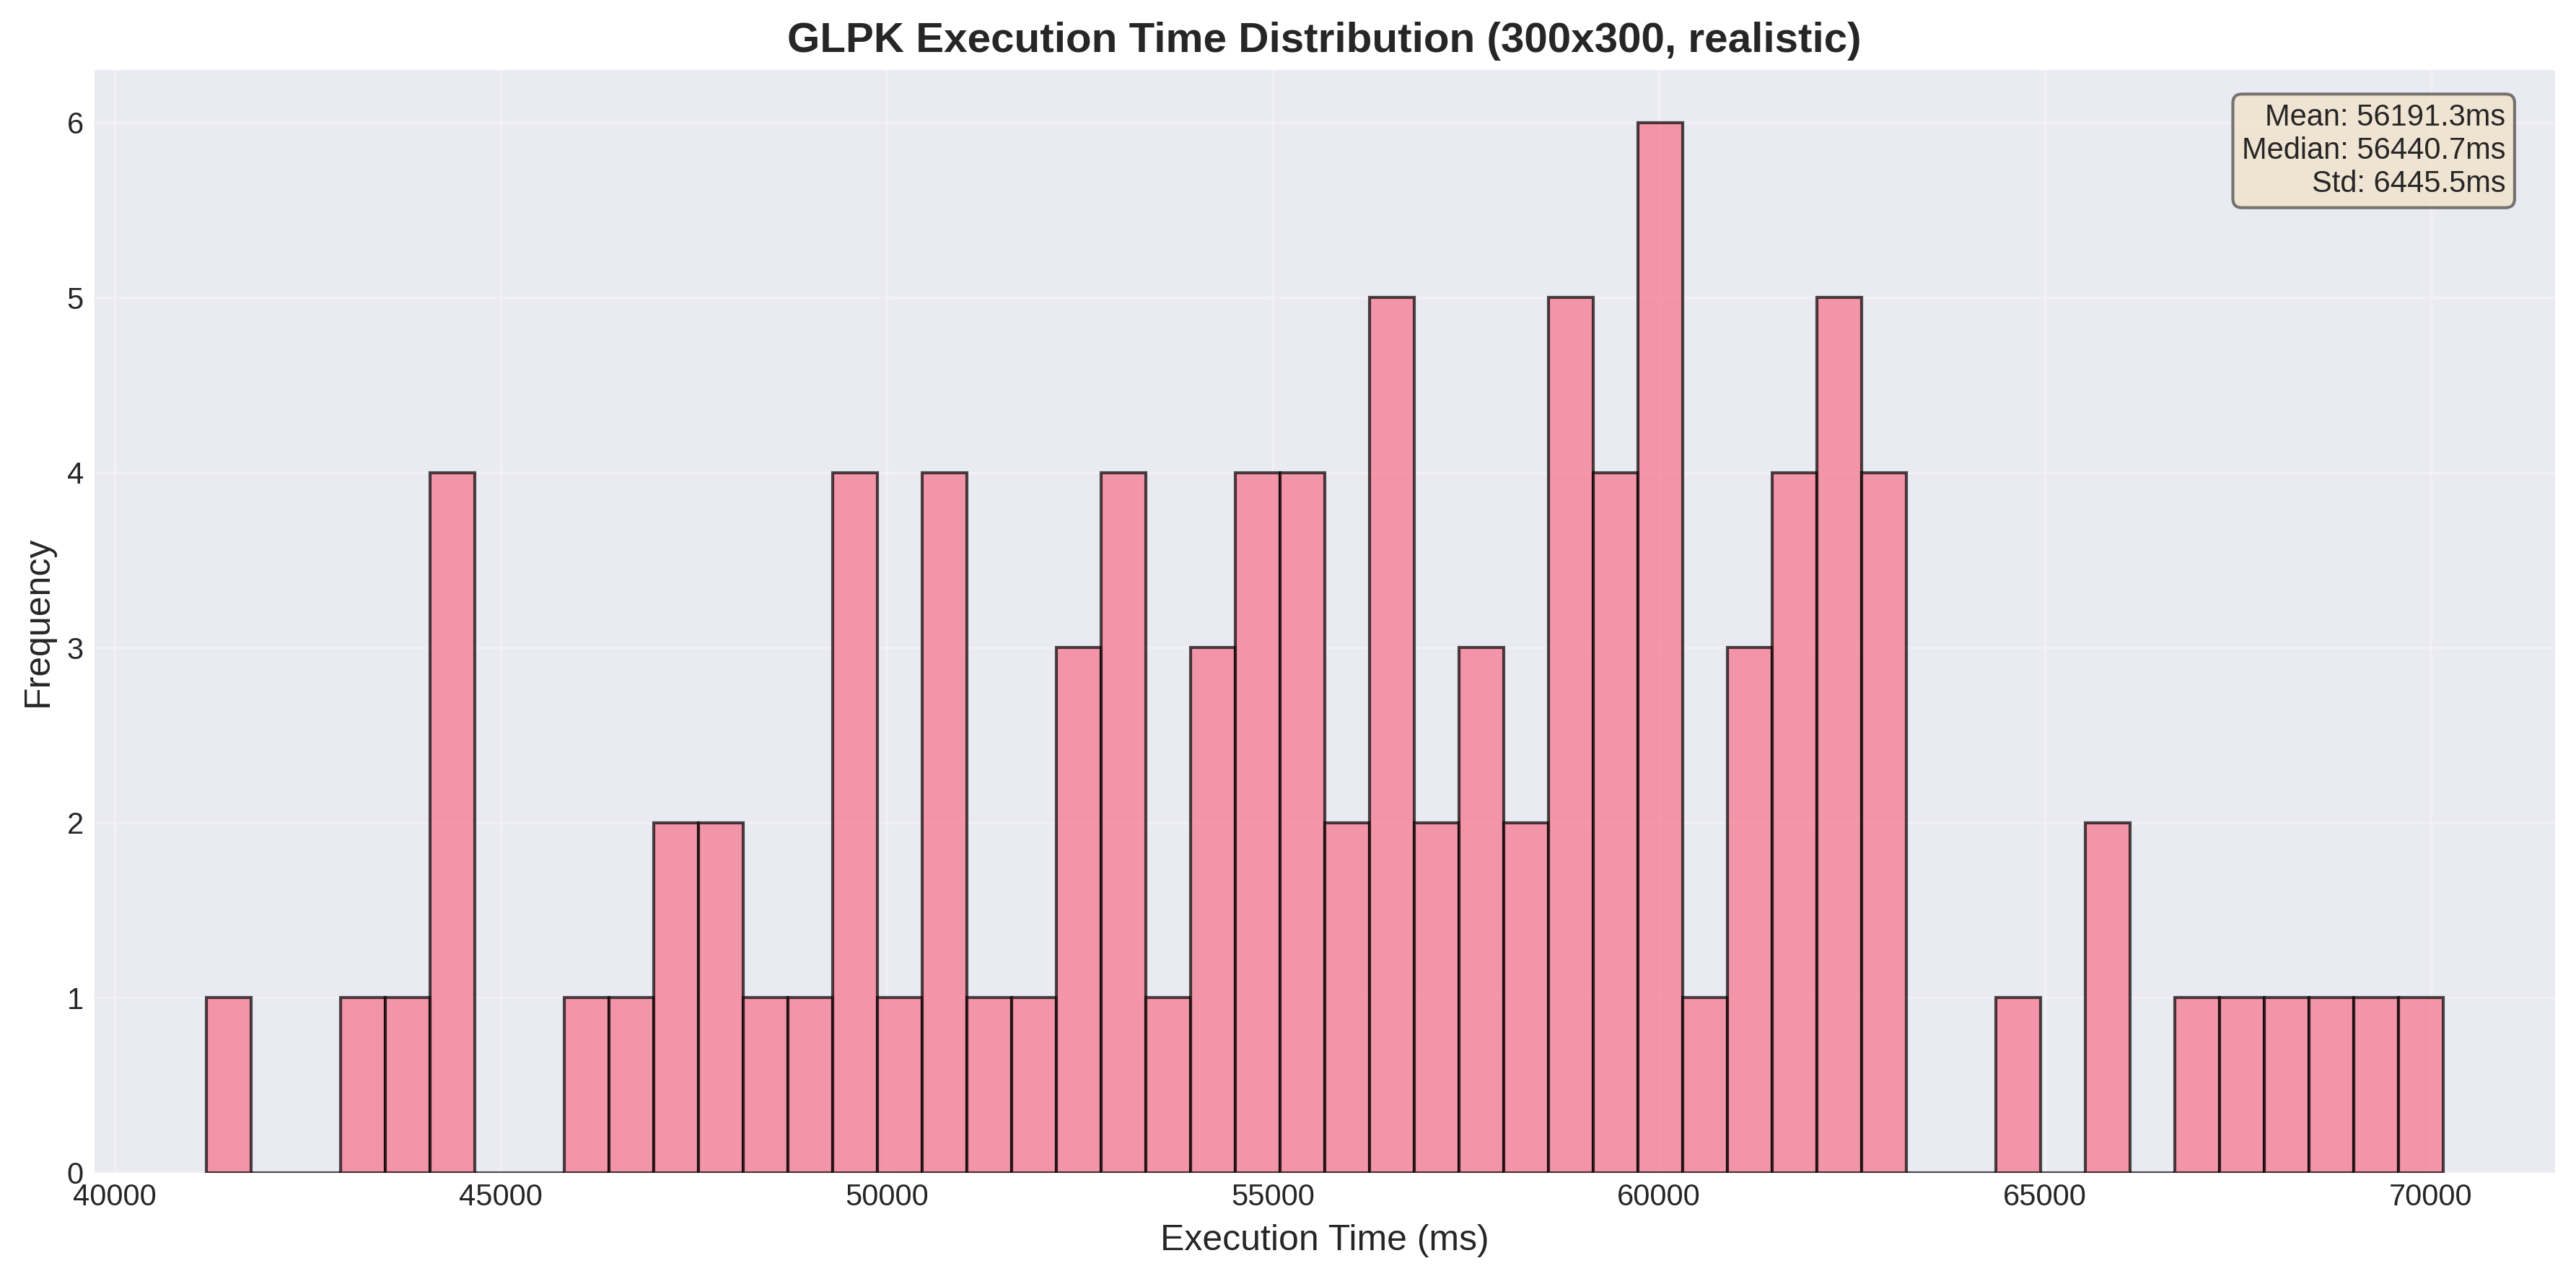 GLPK Execution Time Distribution (300x300, realistic)
Mean: 56191.3ms
Median: 56440.7ms
Std: 6445.5ms
Frequency
6
5
4
3
2
1
0
40000 45000 50000 55000 60000 65000 70000
Execution Time (ms)